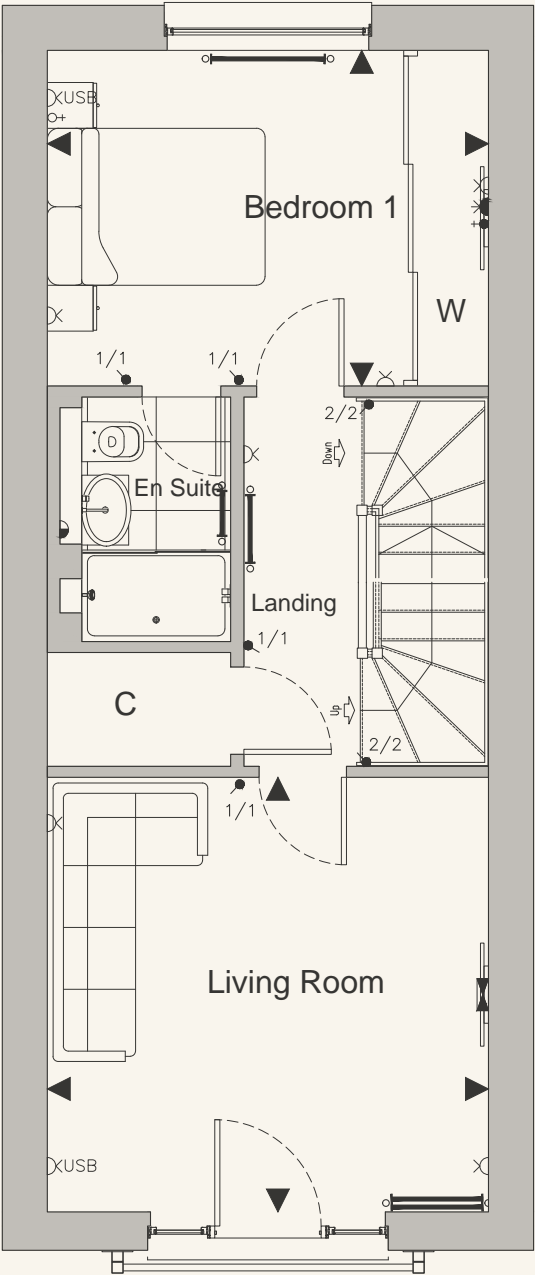 USB
Bedroom 1
W
1/1
1/1
2/2
Down
En Suite
Landing
1/1
C
Up
2/2
1/1
Living Room
USB